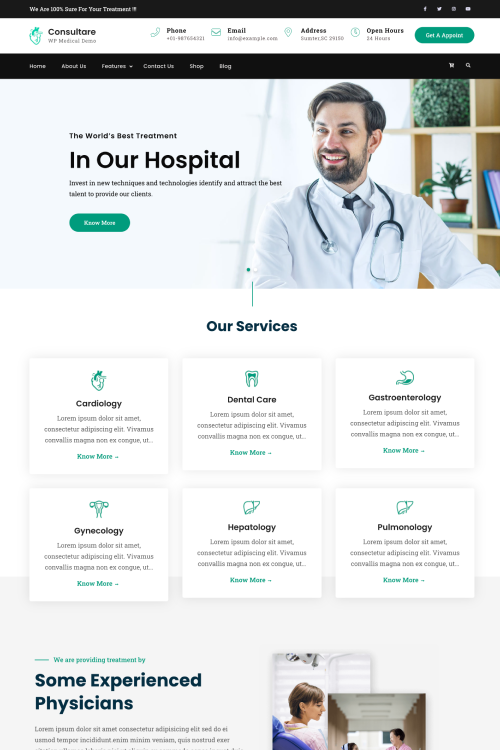 We Are 100% Sure For Your Treatment !!!
Consultare
WP Medical Demo
Phone
+01-987654321
Email
info@example.com
Address
Sumter,SC 29150
Open Hours
24 Hours
Get A Appoint
Home
About Us
Features
Contact Us
Shop
Blog
The World's Best Treatment
In Our Hospital
Invest in new techniques and technologies identify and attract the best
talent to provide our clients.
Know More
Our Services
Cardiology
Lorem ipsum dolor sit amet,
consectetur adipiscing elit. Vivamus
convallis magna non ex congue, ut...
Know More →
Dental Care
Lorem ipsum dolor sit amet,
consectetur adipiscing elit. Vivamus
convallis magna non ex congue, ut...
Know More →
Gastroenterology
Lorem ipsum dolor sit amet,
consectetur adipiscing elit. Vivamus
convallis magna non ex congue, ut...
Know More →
Gynecology
Lorem ipsum dolor sit amet,
consectetur adipiscing elit. Vivamus
convallis magna non ex congue, ut...
Know More →
Hepatology
Lorem ipsum dolor sit amet,
consectetur adipiscing elit. Vivamus
convallis magna non ex congue, ut...
Know More →
Pulmonology
Lorem ipsum dolor sit amet,
consectetur adipiscing elit. Vivamus
convallis magna non ex congue, ut...
Know More →
We are providing treatment by
Some Experienced
Physicians
Lorem ipsum dolor sit amet consectetur adipiscing elit sed do ei
usmod tempor incididunt enim minim veniam, quis nostrud exer